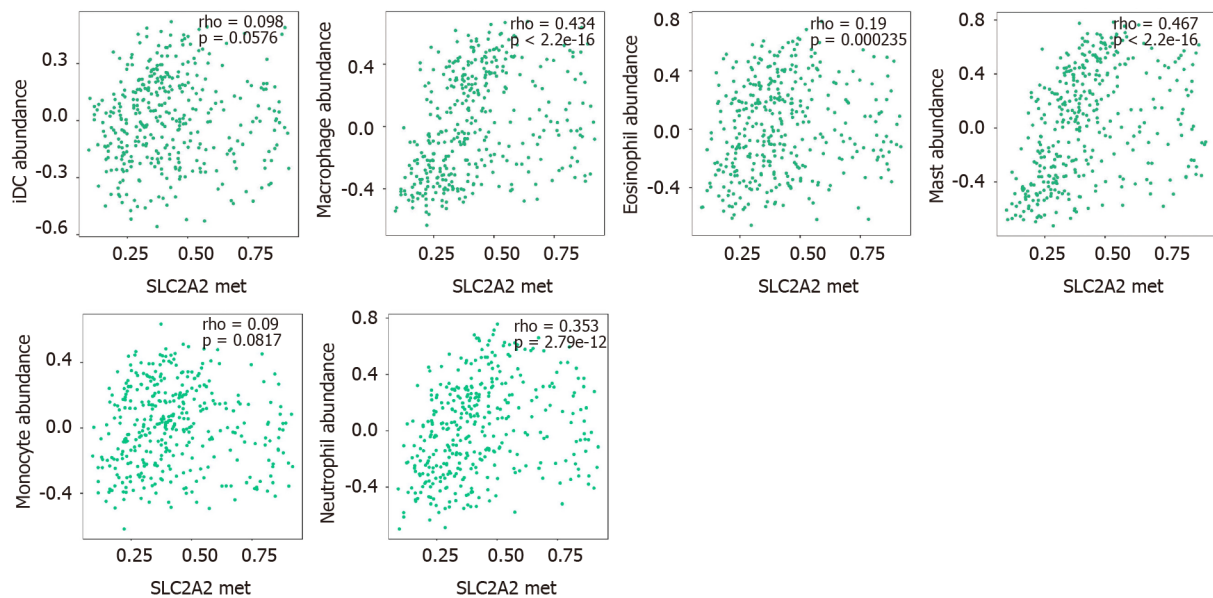 rho = 0.098
p = 0.0576
iDC abundance
0.3
0.0
-0.3
-0.6
0.25 0.50 0.75
SLC2A2 met
rho = 0.434
p < 2.2e-16
Macrophage abundance
0.8
0.4
-0.0
-0.4
0.25 0.50 0.75
SLC2A2 met
rho = 0.19
p = 0.000235
Eosinophil abundance
0.8
0.4
0.0
-0.4
0.25 0.50 0.75
SLC2A2 met
rho = 0.467
p < 2.2e-16
Mast abundance
0.8
0.4
-0.0
-0.4
0.25 0.50 0.75
SLC2A2 met
rho = 0.09
p = 0.0817
Monocyte abundance
0.4
-0.0
-0.4
0.25 0.50 0.75
SLC2A2 met
rho = 0.353
p = 2.79e-12
Neutrophil abundance
0.8
0.4
-0.0
-0.4
0.25 0.50 0.75
SLC2A2 met